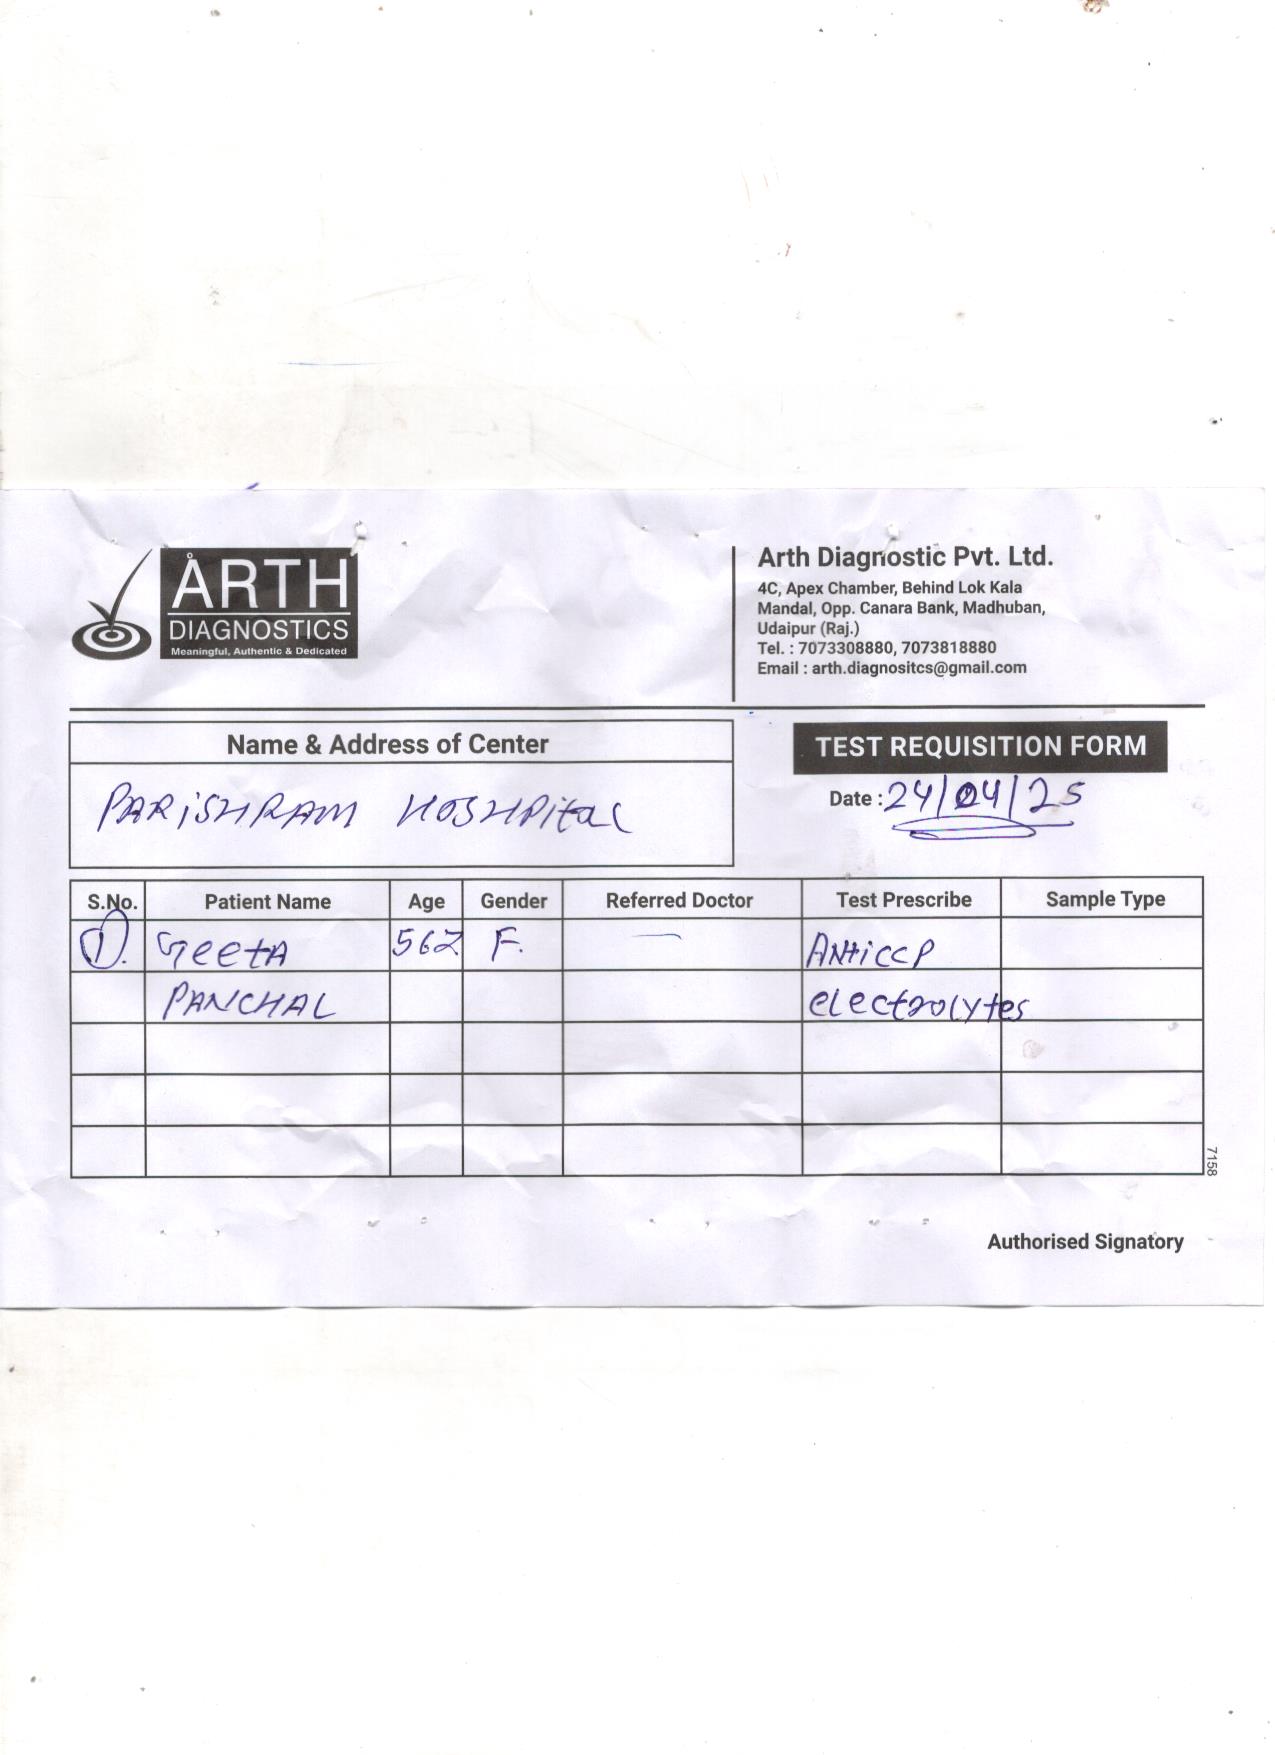 ÅRTH
DIAGNOSTICS
Meaningful, Authentic & Dedicated
Arth Diagnostic Pvt. Ltd.
4C, Apex Chamber, Behind Lok Kala
Mandal, Opp. Canara Bank, Madhuban,
Udaipur (Raj.)
Tel. : 7073308880, 7073818880
Email : arth.diagnositcs@gmail.com
Name & Address of Center
PARISHRAM HOSHPital
TEST REQUISITION FORM
Date : 24/04/25
S.No. Patient Name Age Gender Referred Doctor Test Prescribe Sample Type
1. GeetA 56 F. — ANtiCCP
PANCHAL electrolytes
7158
Authorised Signatory